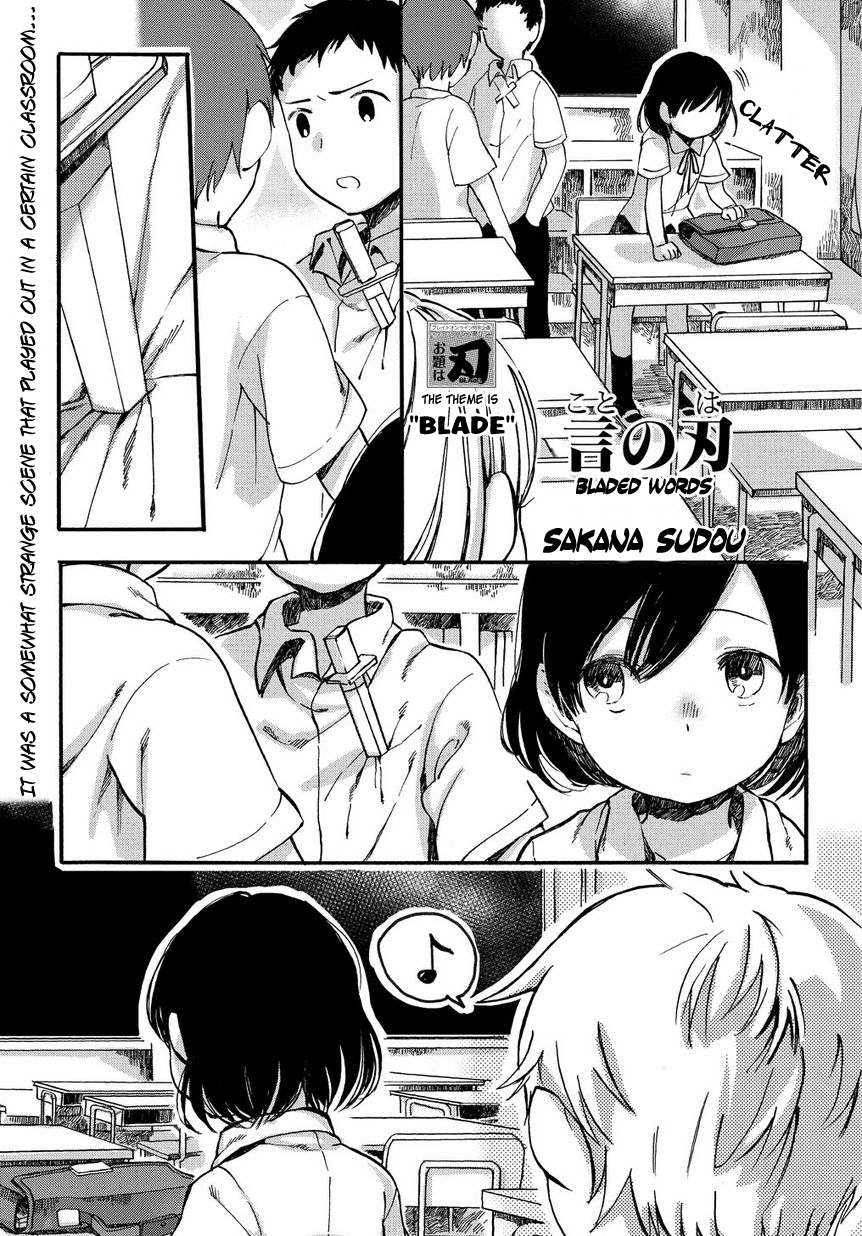 IT WAS A SOMEWHAT STRANGE SCENE THAT PLAYED OUT IN A CERTAIN CLASSROOM...
CLATTER
お題は
刃
BLADE
THE THEME IS
"BLADE"
こと は
言の刃
BLADED WORDS
SAKANA SUDOU
♪